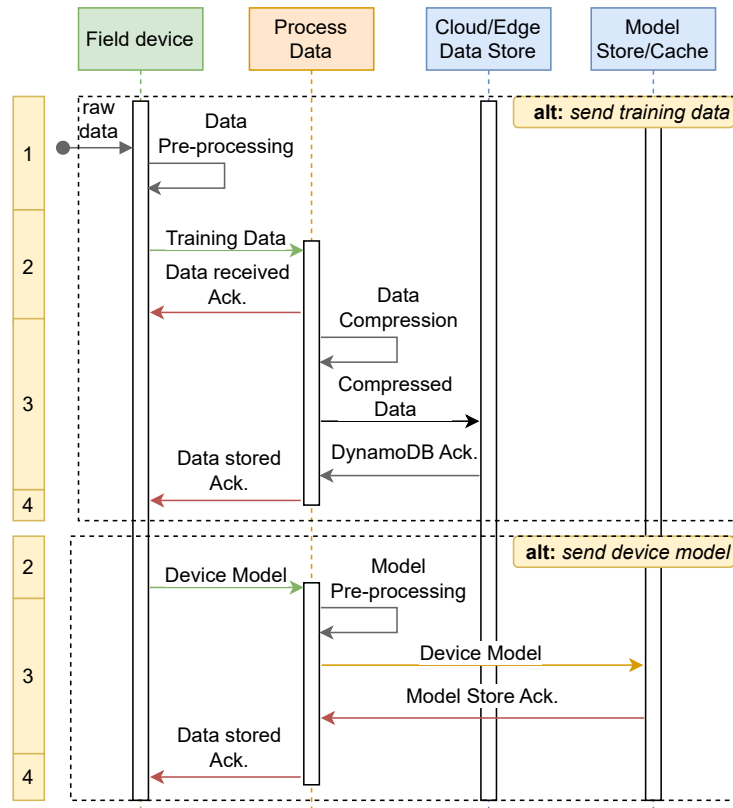 Field device
Process
Data
Cloud/Edge
Data Store
Model
Store/Cache
alt: send training data
raw
data
1
Data
Pre-processing
2
Training Data
Data received
Ack.
Data
Compression
3
Compressed
Data
DynamoDB Ack.
Data stored
Ack.
4
alt: send device model
2
Device Model
Model
Pre-processing
3
Device Model
Model Store Ack.
Data stored
Ack.
4